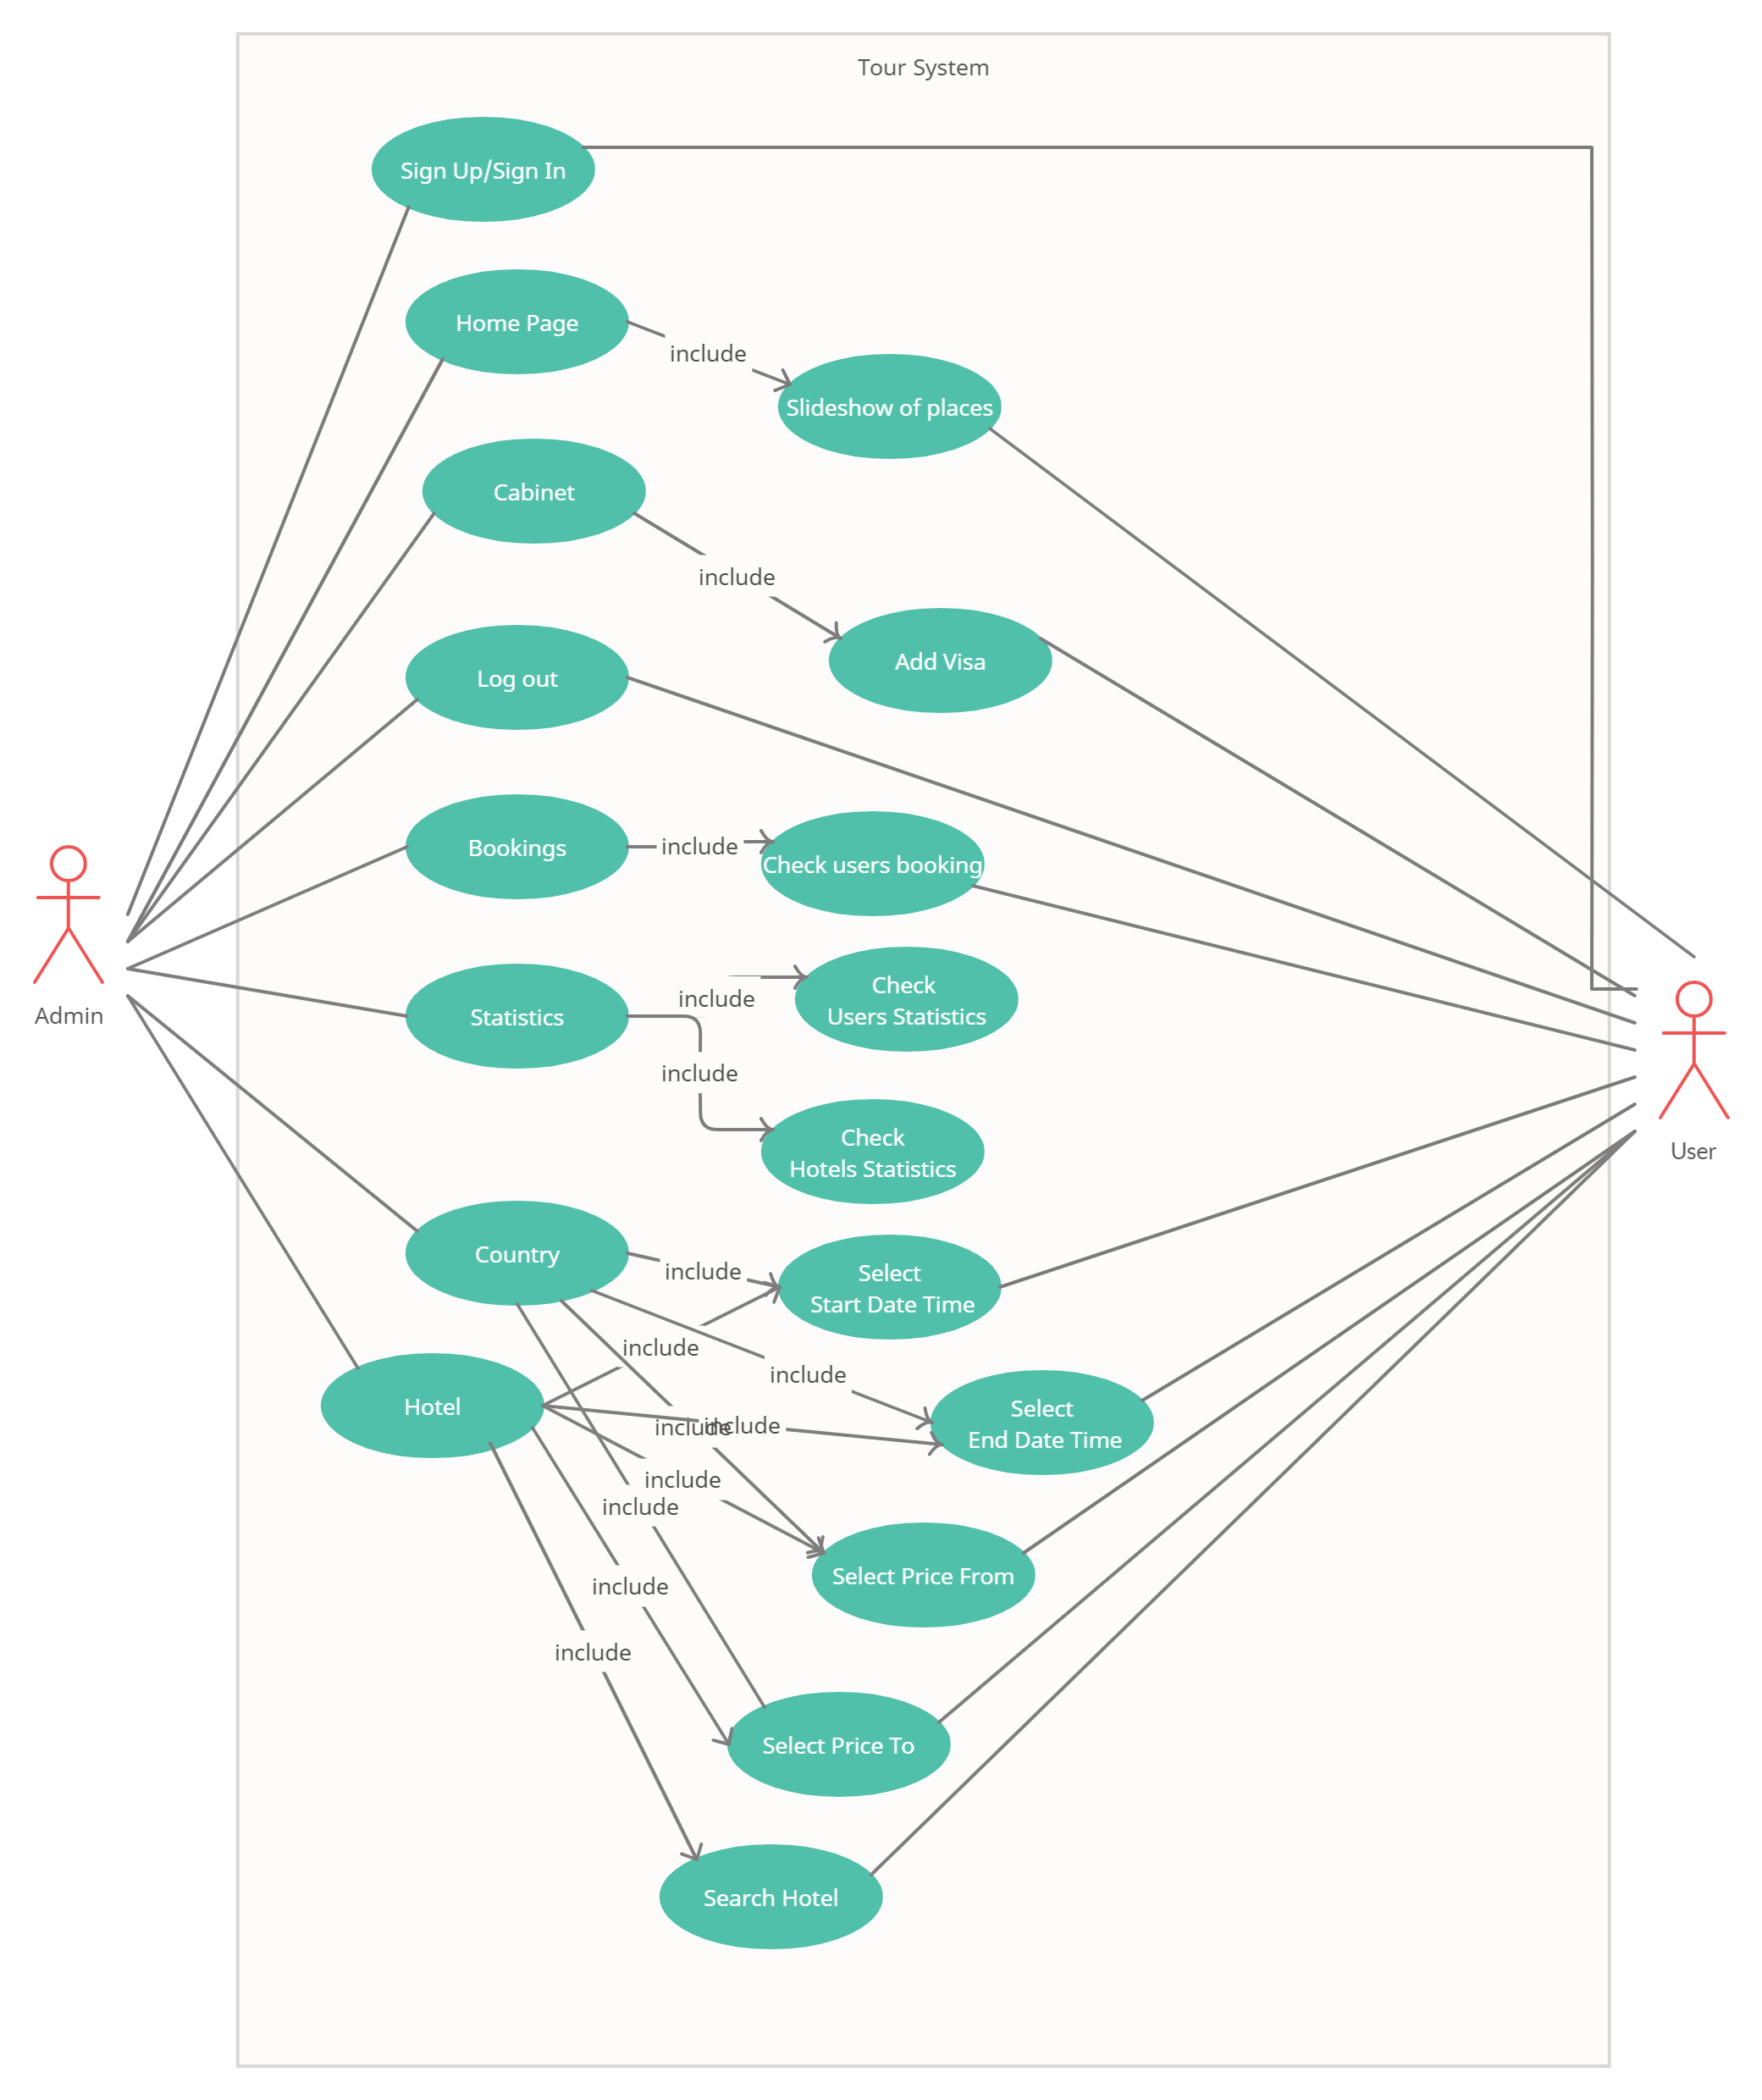 Tour System
Sign Up/Sign In
Home Page
include
Slideshow of places
Cabinet
include
Add Visa
Log out
Bookings
include
Check users booking
Admin
Statistics
include
Check
Users Statistics
include
Check
Hotels Statistics
User
Country
include
Select
Start Date Time
include
include
Hotel
Select
End Date Time
include
include
include
include
Select Price From
include
include
Select Price To
Search Hotel